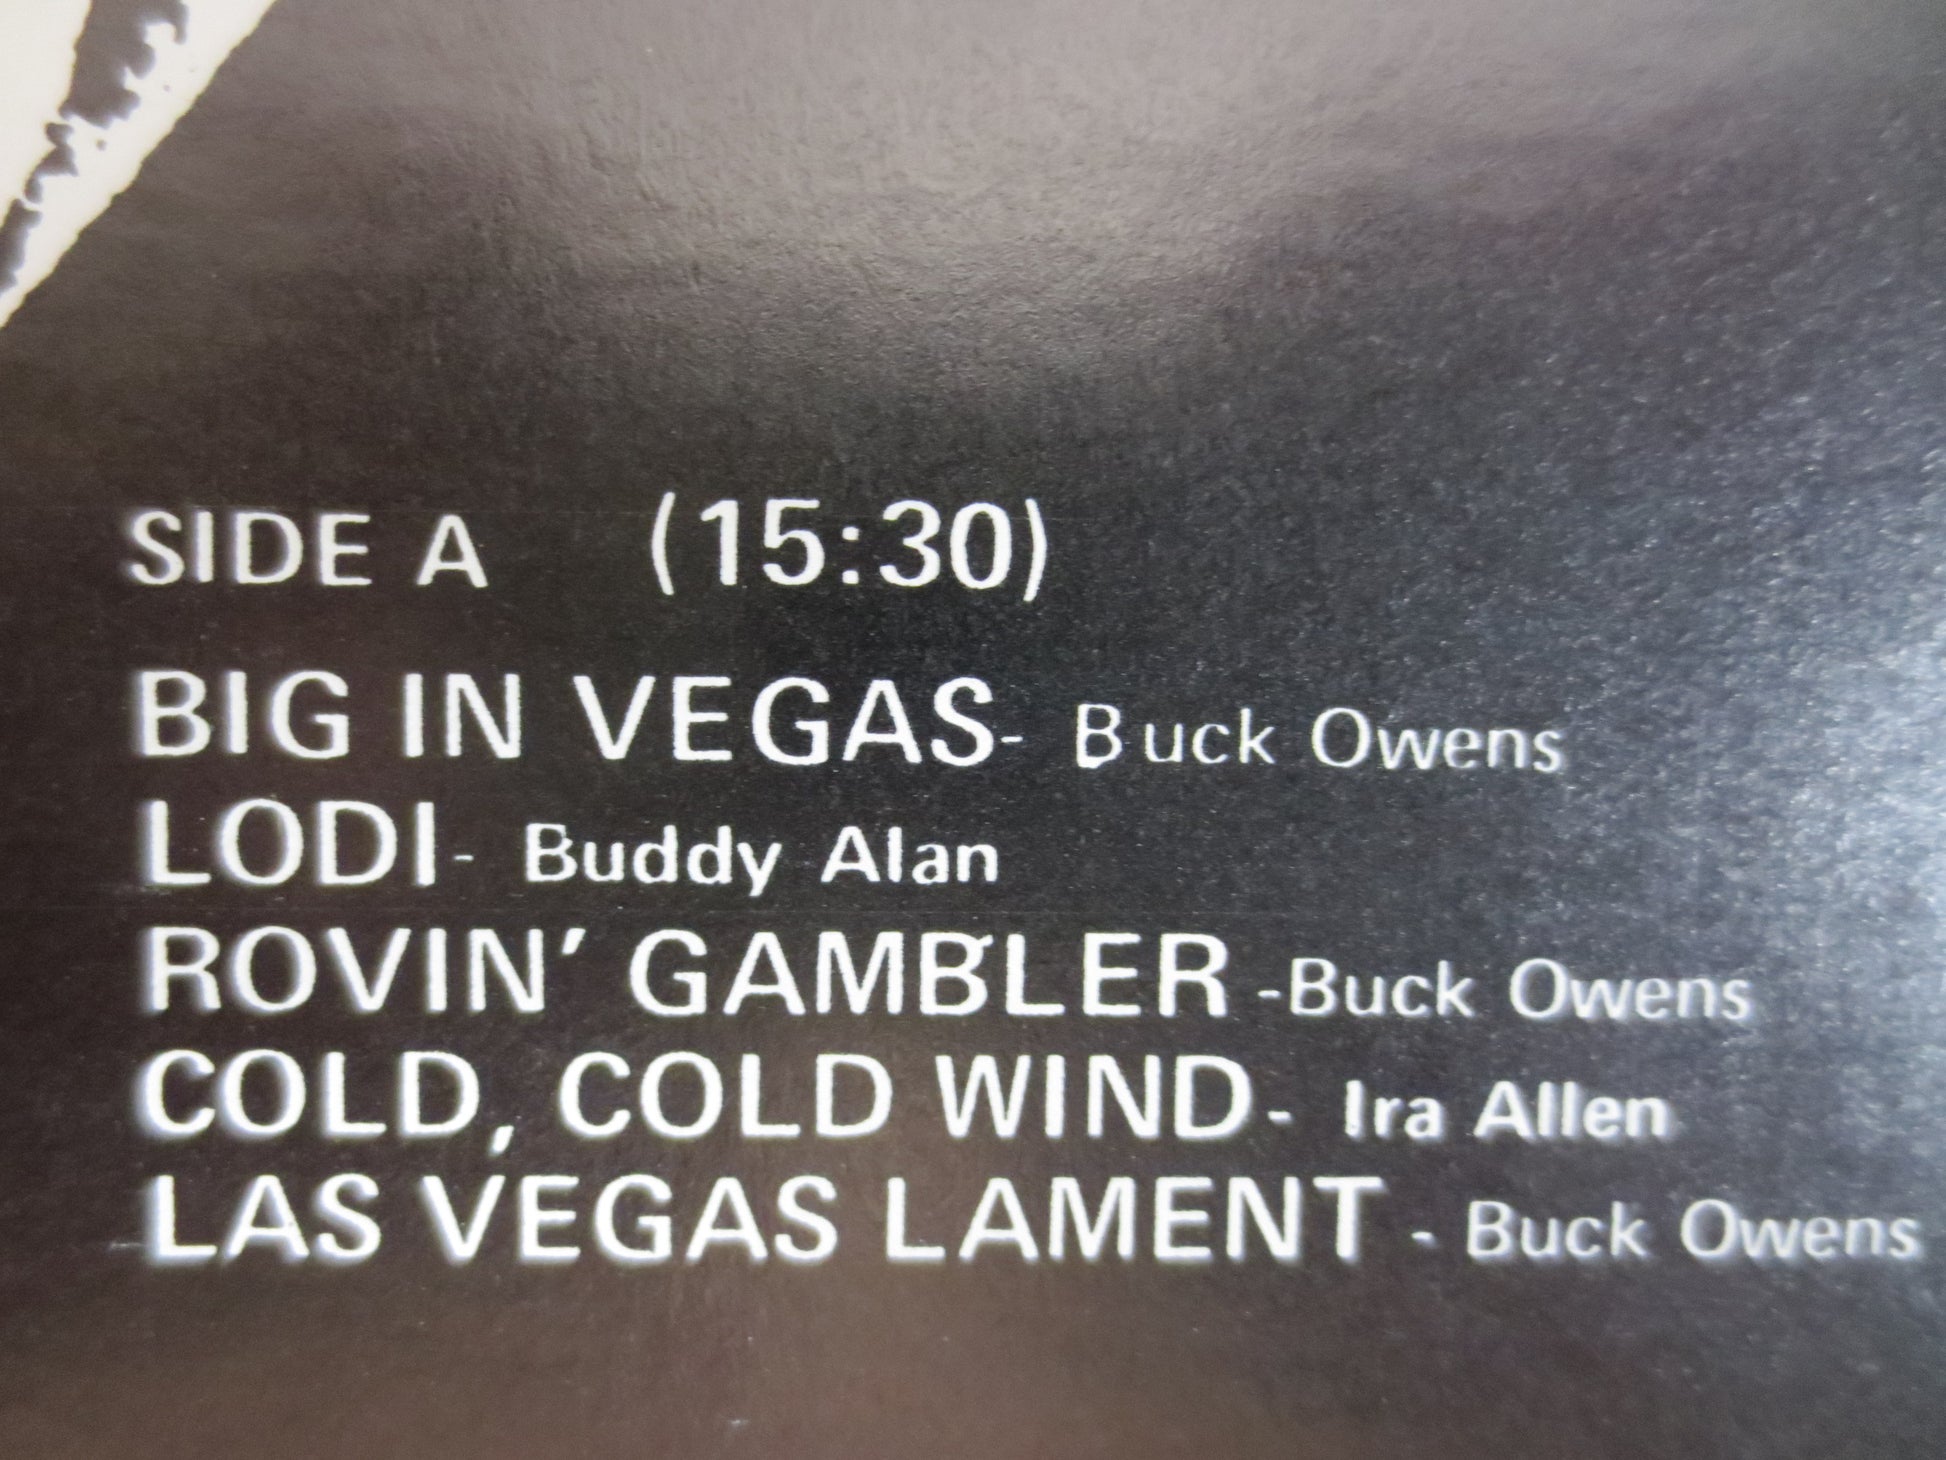 SIDE A (15:30)
BIG IN VEGAS- Buck Owens
LODI- Buddy Alan
ROVIN' GAMBLER -Buck Owens
COLD, COLD WIND- Ira Allen
LAS VEGAS LAMENT - Buck Owens